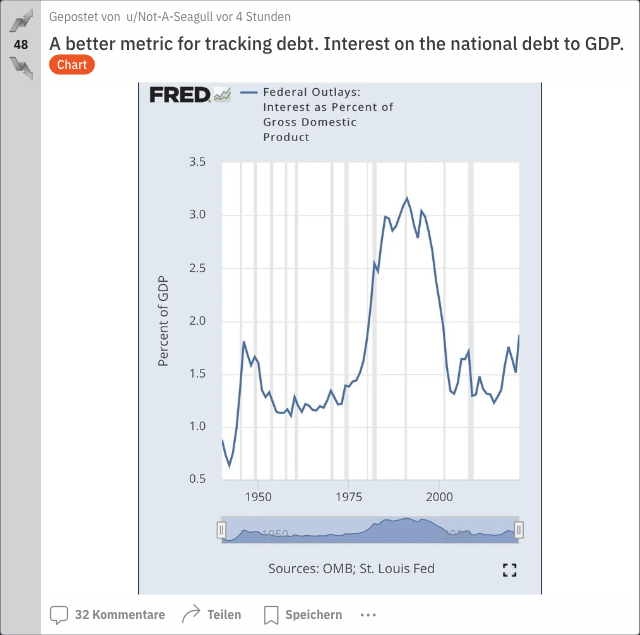 Gepostet von u/Not-A-Seagull vor 4 Stunden
48
A better metric for tracking debt. Interest on the national debt to GDP.
Chart
FRED
Federal Outlays:
Interest as Percent of
Gross Domestic
Product
3.5
3.0
2.5
2.0
1.5
1.0
0.5
Percent of GDP
1950
1975
2000
1950
Sources: OMB; St. Louis Fed
32 Kommentare
Teilen
Speichern